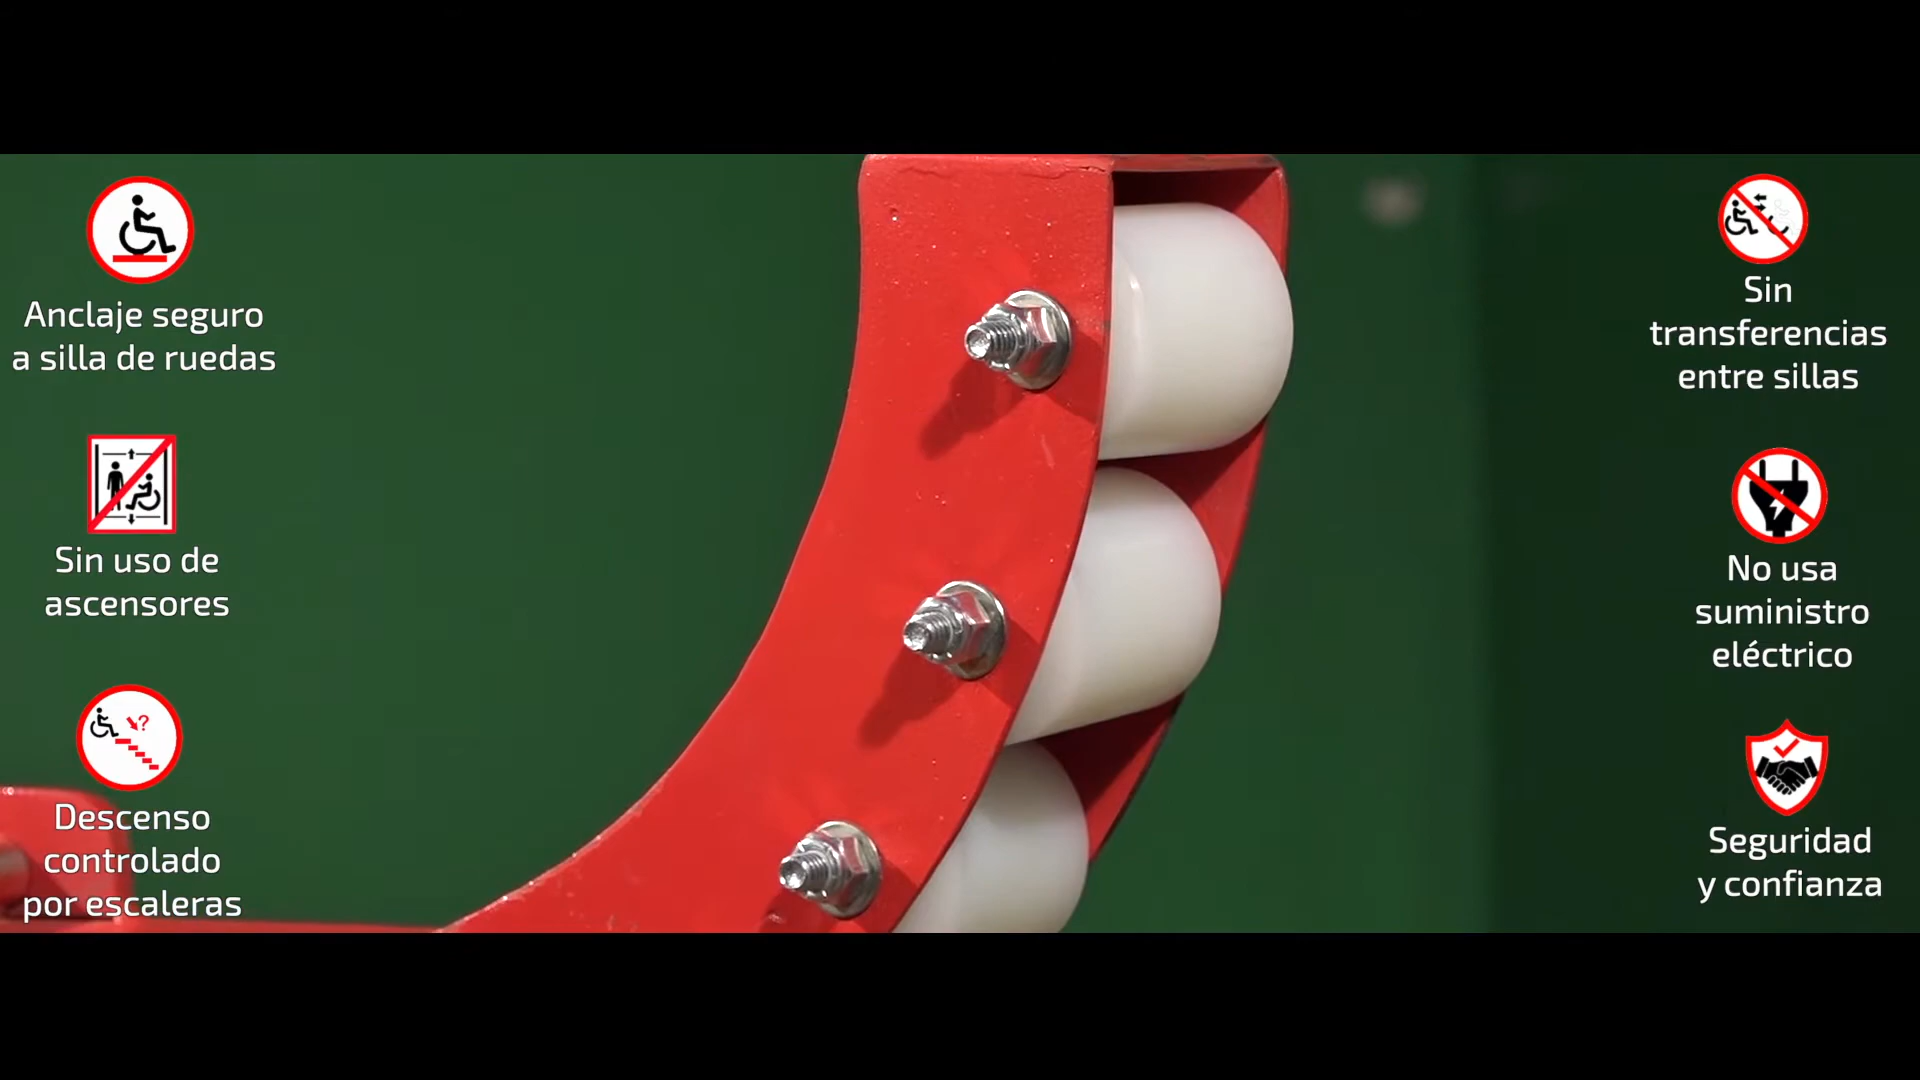 Anclaje seguro
a silla de ruedas
Sin uso de
ascensores
?
Descenso
controlado
por escaleras
Sin
transferencias
entre sillas
No usa
suministro
eléctrico
Seguridad
y confianza